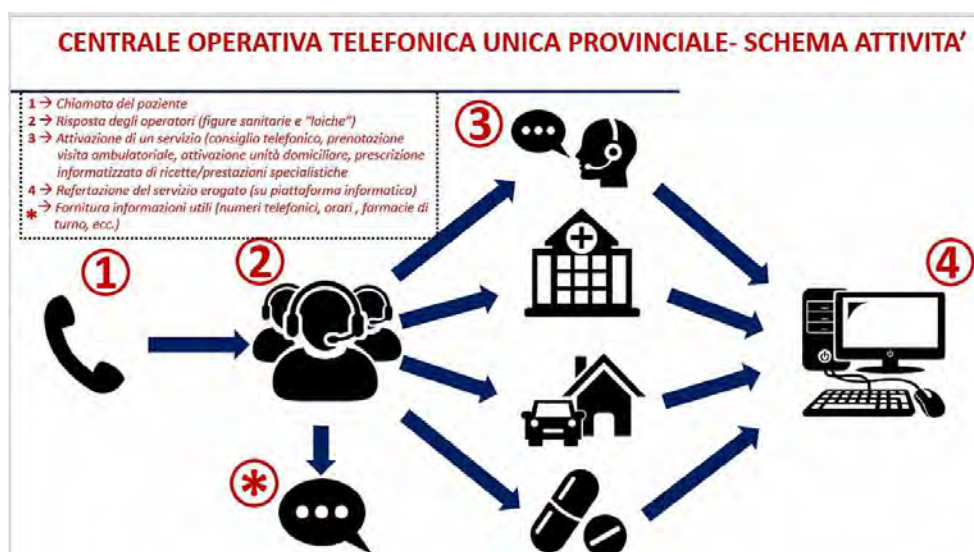 CENTRALE OPERATIVA TELEFONICA UNICA PROVINCIALE- SCHEMA ATTIVITA'
1 → Chiamata del paziente
2 → Risposta degli operatori (figure sanitarie e "laiche")
3 → Attivazione di un servizio (consiglio telefonico, prenotazione
visita ambulatoriale, attivazione unità domiciliare, prescrizione
informatizzata di ricette/prestazioni specialistiche
4 → Refertazione del servizio erogato (su piattaforma informatica)
* → Fornitura informazioni utili (numeri telefonici, orari , farmacie di
turno, ecc.)
1
2
3
4
*